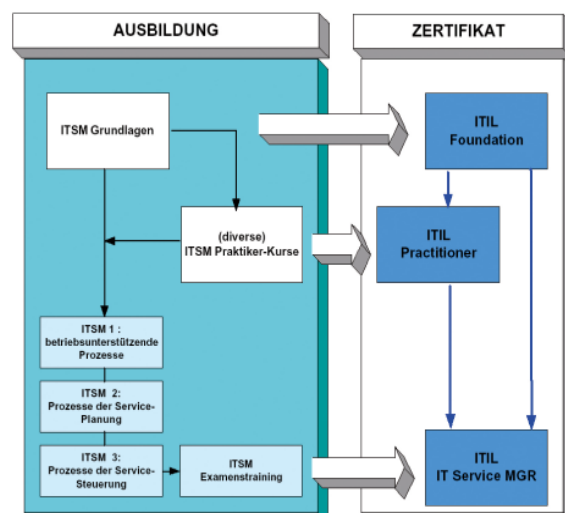 AUSBILDUNG
ZERTIFIKAT
ITSM Grundlagen
ITIL
Foundation
(diverse)
ITSM Praktiker-Kurse
ITIL
Practitioner
ITSM 1 :
betriebsunterstützende
Prozesse
ITSM 2:
Prozesse der Service-
Planung
ITSM 3:
Prozesse der Service-
Steuerung
ITSM
Examenstraining
ITIL
IT Service MGR